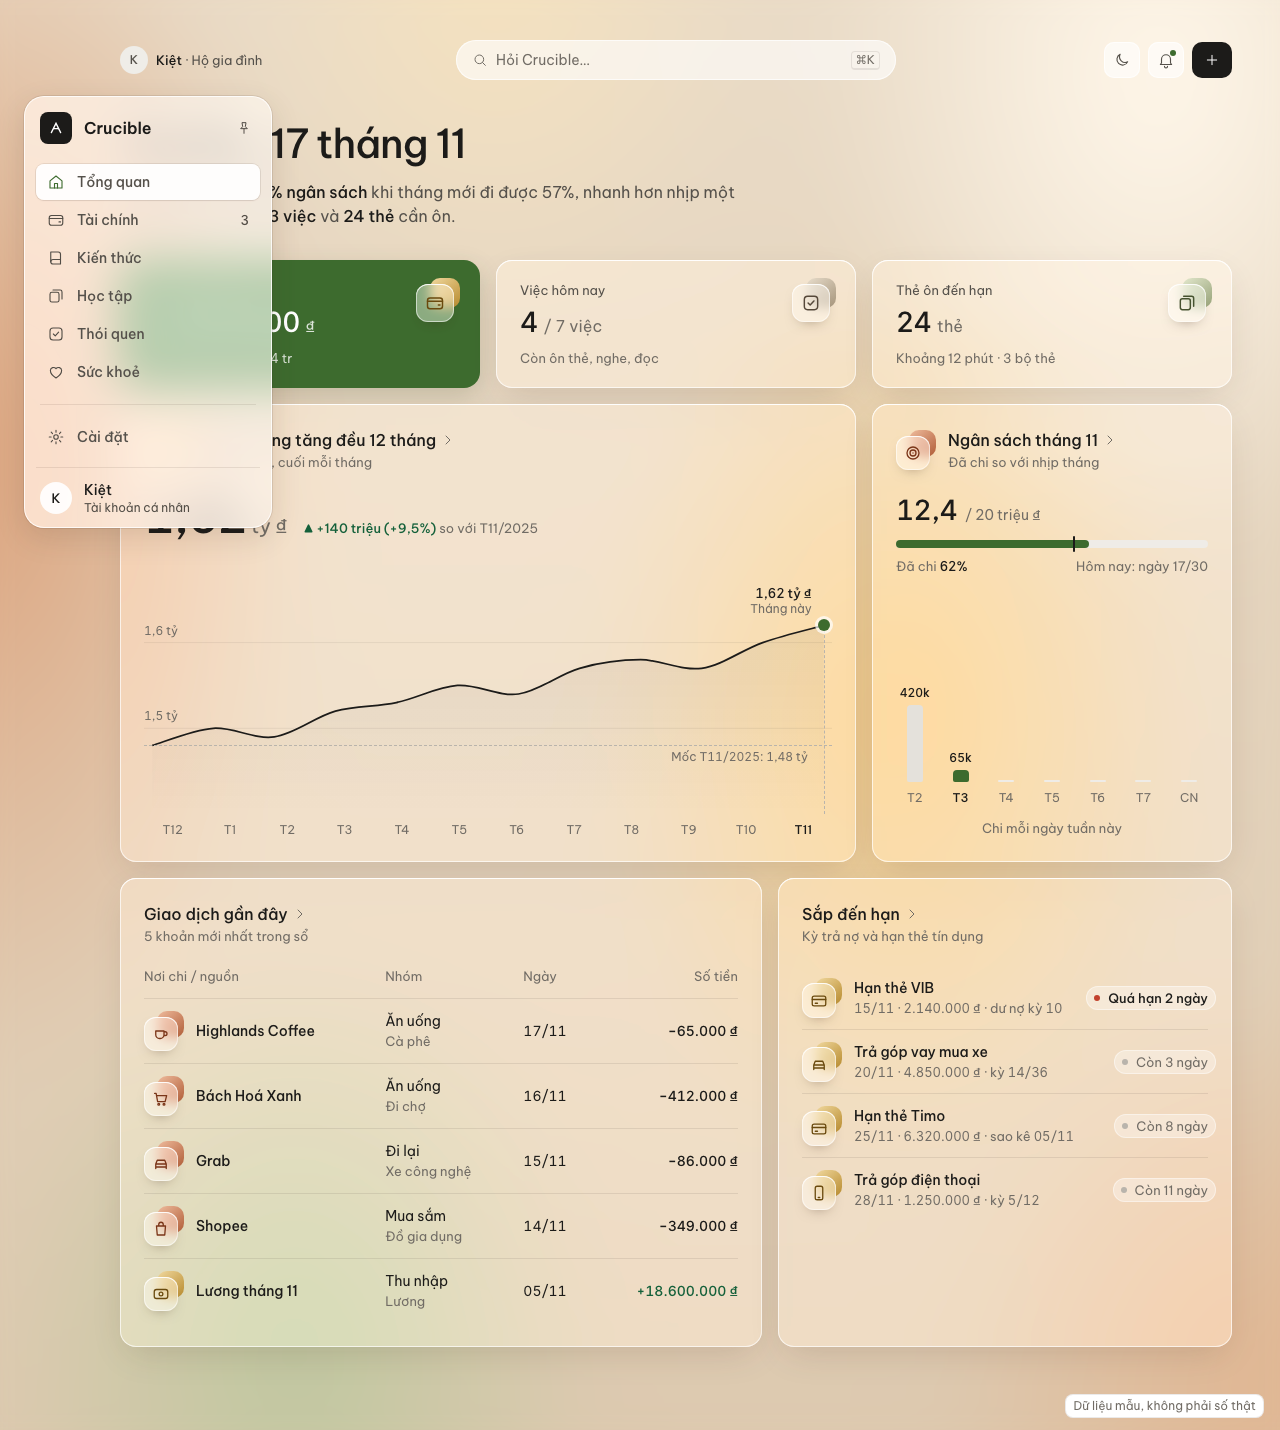 K
Kiệt · Hộ gia đình
Hỏi Crucible...
⌘K
Crucible
Tổng quan
Tài chính
3
Kiến thức
Học tập
Thói quen
Sức khoẻ
Cài đặt
K
Kiệt
Tài khoản cá nhân
17 tháng 11
% ngân sách khi tháng mới đi được 57%, nhanh hơn nhịp một
3 việc và 24 thẻ cần ôn.
00 ₫
4 tr
Việc hôm nay
4 / 7 việc
Còn ôn thẻ, nghe, đọc
Thẻ ôn đến hạn
24 thẻ
Khoảng 12 phút · 3 bộ thẻ
ng tăng đều 12 tháng
, cuối mỗi tháng
1,62 tỷ ₫
+140 triệu (+9,5%) so với T11/2025
1,62 tỷ ₫
Tháng này
1,6 tỷ
1,5 tỷ
Mốc T11/2025: 1,48 tỷ
T12 T1 T2 T3 T4 T5 T6 T7 T8 T9 T10 T11
Ngân sách tháng 11
Đã chi so với nhịp tháng
12,4 / 20 triệu ₫
Đã chi 62%
Hôm nay: ngày 17/30
420k
65k
T2 T3 T4 T5 T6 T7 CN
Chi mỗi ngày tuần này
Giao dịch gần đây
5 khoản mới nhất trong sổ
Nơi chi / nguồn Nhóm Ngày Số tiền
Highlands Coffee
Ăn uống
Cà phê
17/11
−65.000 ₫
Bách Hoá Xanh
Ăn uống
Đi chợ
16/11
−412.000 ₫
Grab
Đi lại
Xe công nghệ
15/11
−86.000 ₫
Shopee
Mua sắm
Đồ gia dụng
14/11
−349.000 ₫
Lương tháng 11
Thu nhập
Lương
05/11
+18.600.000 ₫
Sắp đến hạn
Kỳ trả nợ và hạn thẻ tín dụng
Hạn thẻ VIB
15/11 · 2.140.000 ₫ · dư nợ kỳ 10
Quá hạn 2 ngày
Trả góp vay mua xe
20/11 · 4.850.000 ₫ · kỳ 14/36
Còn 3 ngày
Hạn thẻ Timo
25/11 · 6.320.000 ₫ · sao kê 05/11
Còn 8 ngày
Trả góp điện thoại
28/11 · 1.250.000 ₫ · kỳ 5/12
Còn 11 ngày
Dữ liệu mẫu, không phải số thật